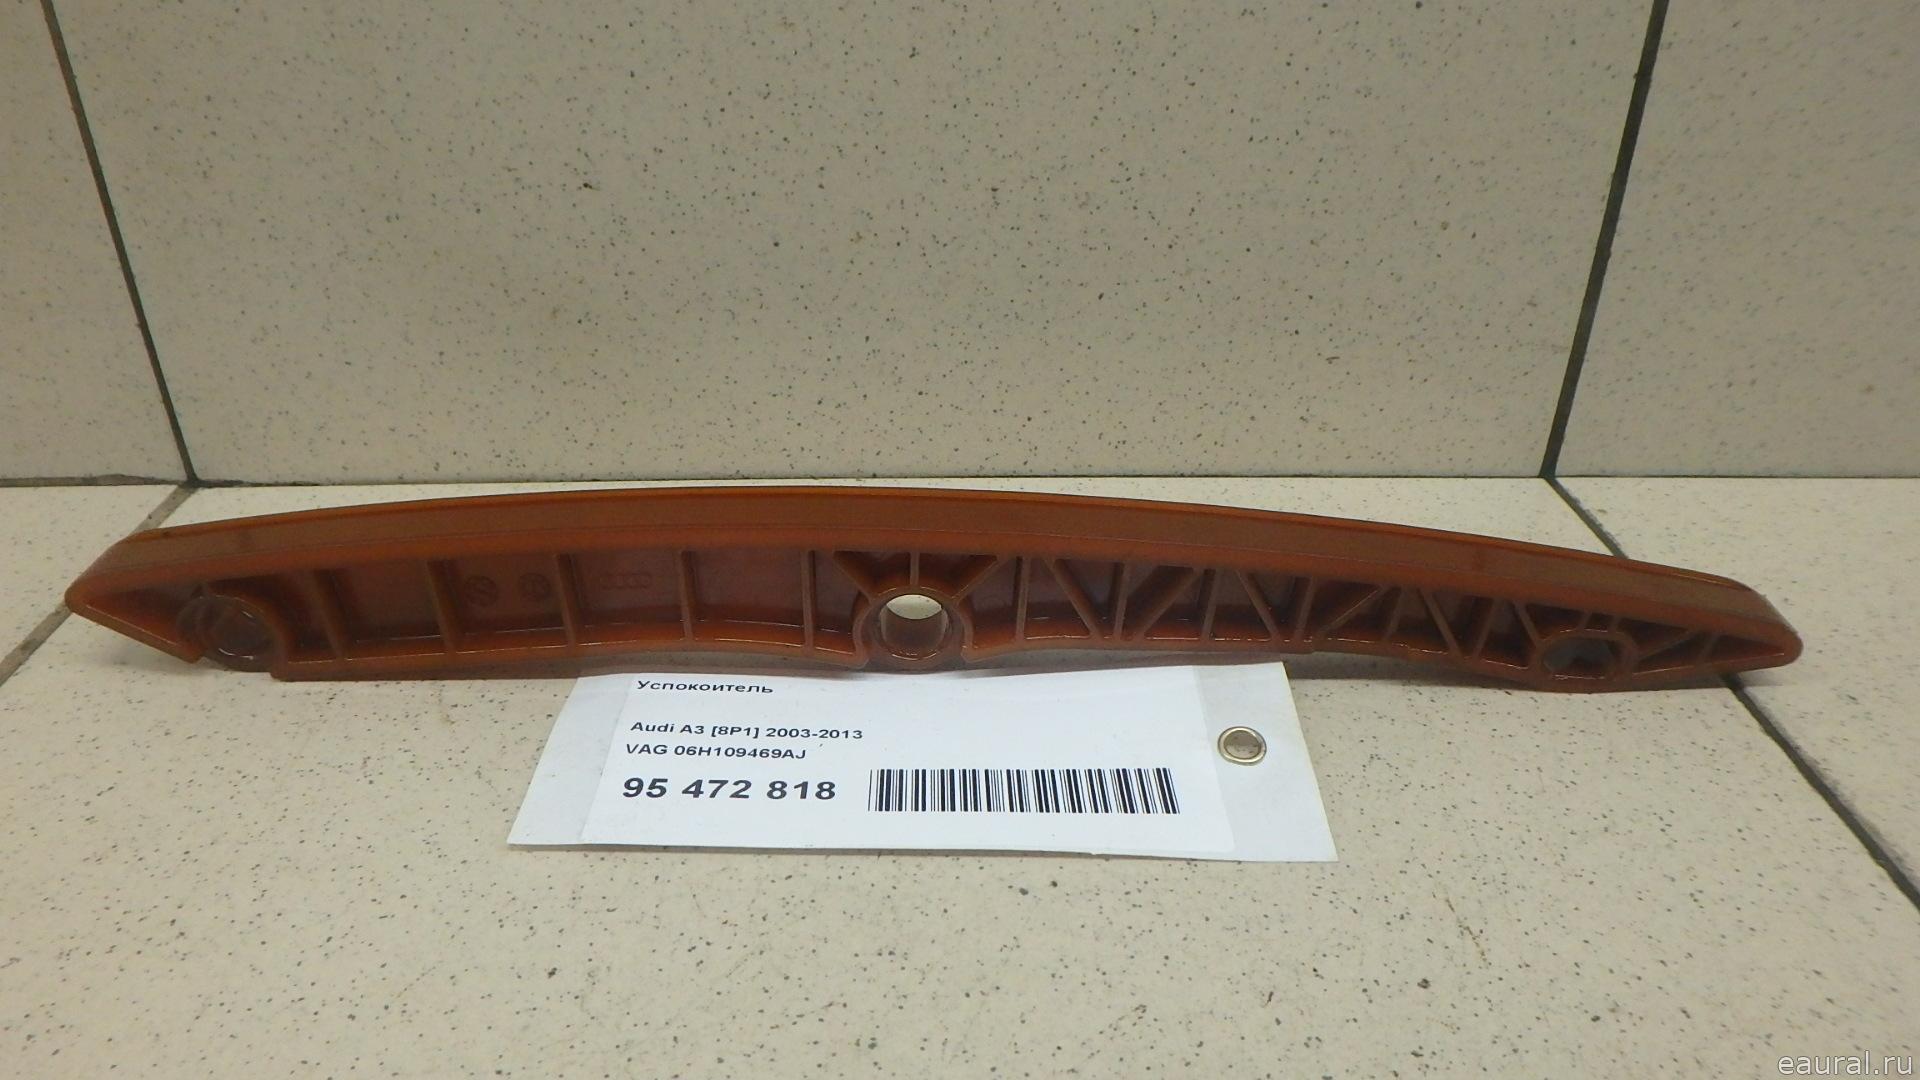 Успокоитель
Audi A3 [8P1] 2003-2013
VAG 06H109469AJ
95 472 818
eaural.ru